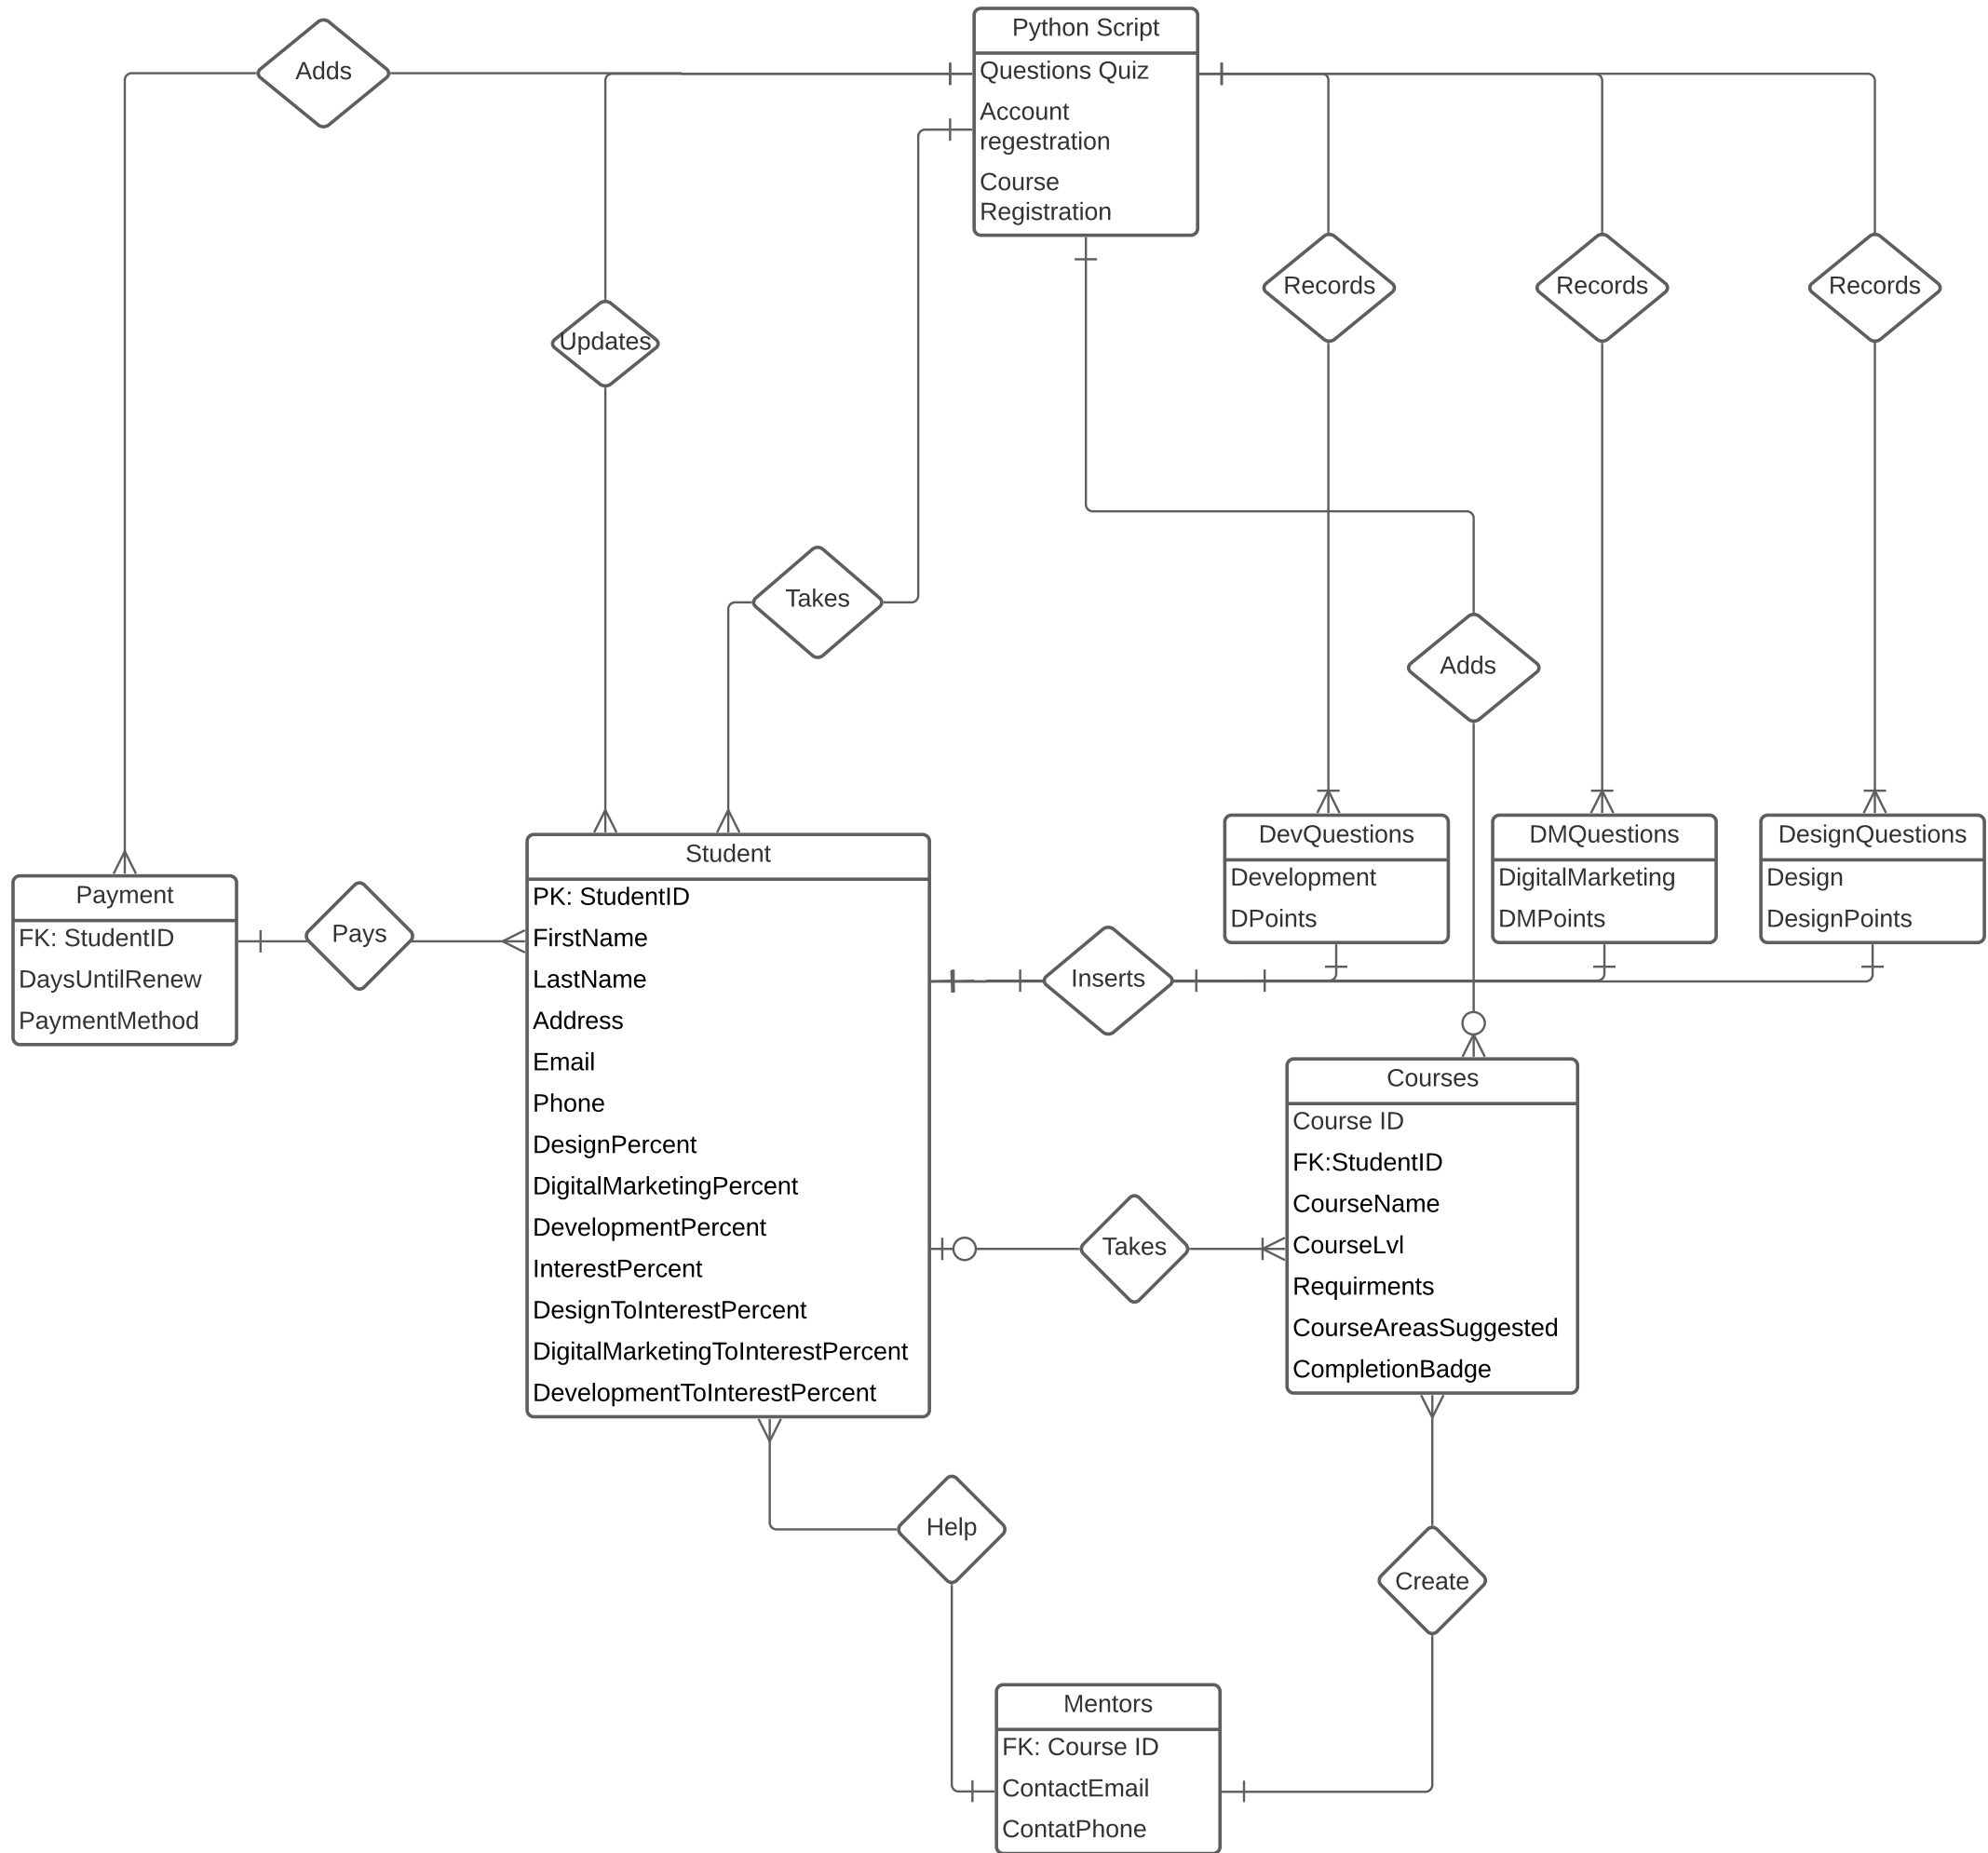 Python Script
Questions Quiz
Account
regestration
Course
Registration
Adds
Updates
Records
Records
Records
Takes
Adds
DevQuestions
Development
DPoints
DMQuestions
DigitalMarketing
DMPoints
DesignQuestions
Design
DesignPoints
Payment
FK: StudentID
DaysUntilRenew
PaymentMethod
Pays
Student
PK: StudentID
FirstName
LastName
Address
Email
Phone
DesignPercent
DigitalMarketingPercent
DevelopmentPercent
InterestPercent
DesignToInterestPercent
DigitalMarketingToInterestPercent
DevelopmentToInterestPercent
Inserts
Takes
Courses
Course ID
FK:StudentID
CourseName
CourseLvl
Requirments
CourseAreasSuggested
CompletionBadge
Help
Create
Mentors
FK: Course ID
ContactEmail
ContatPhone